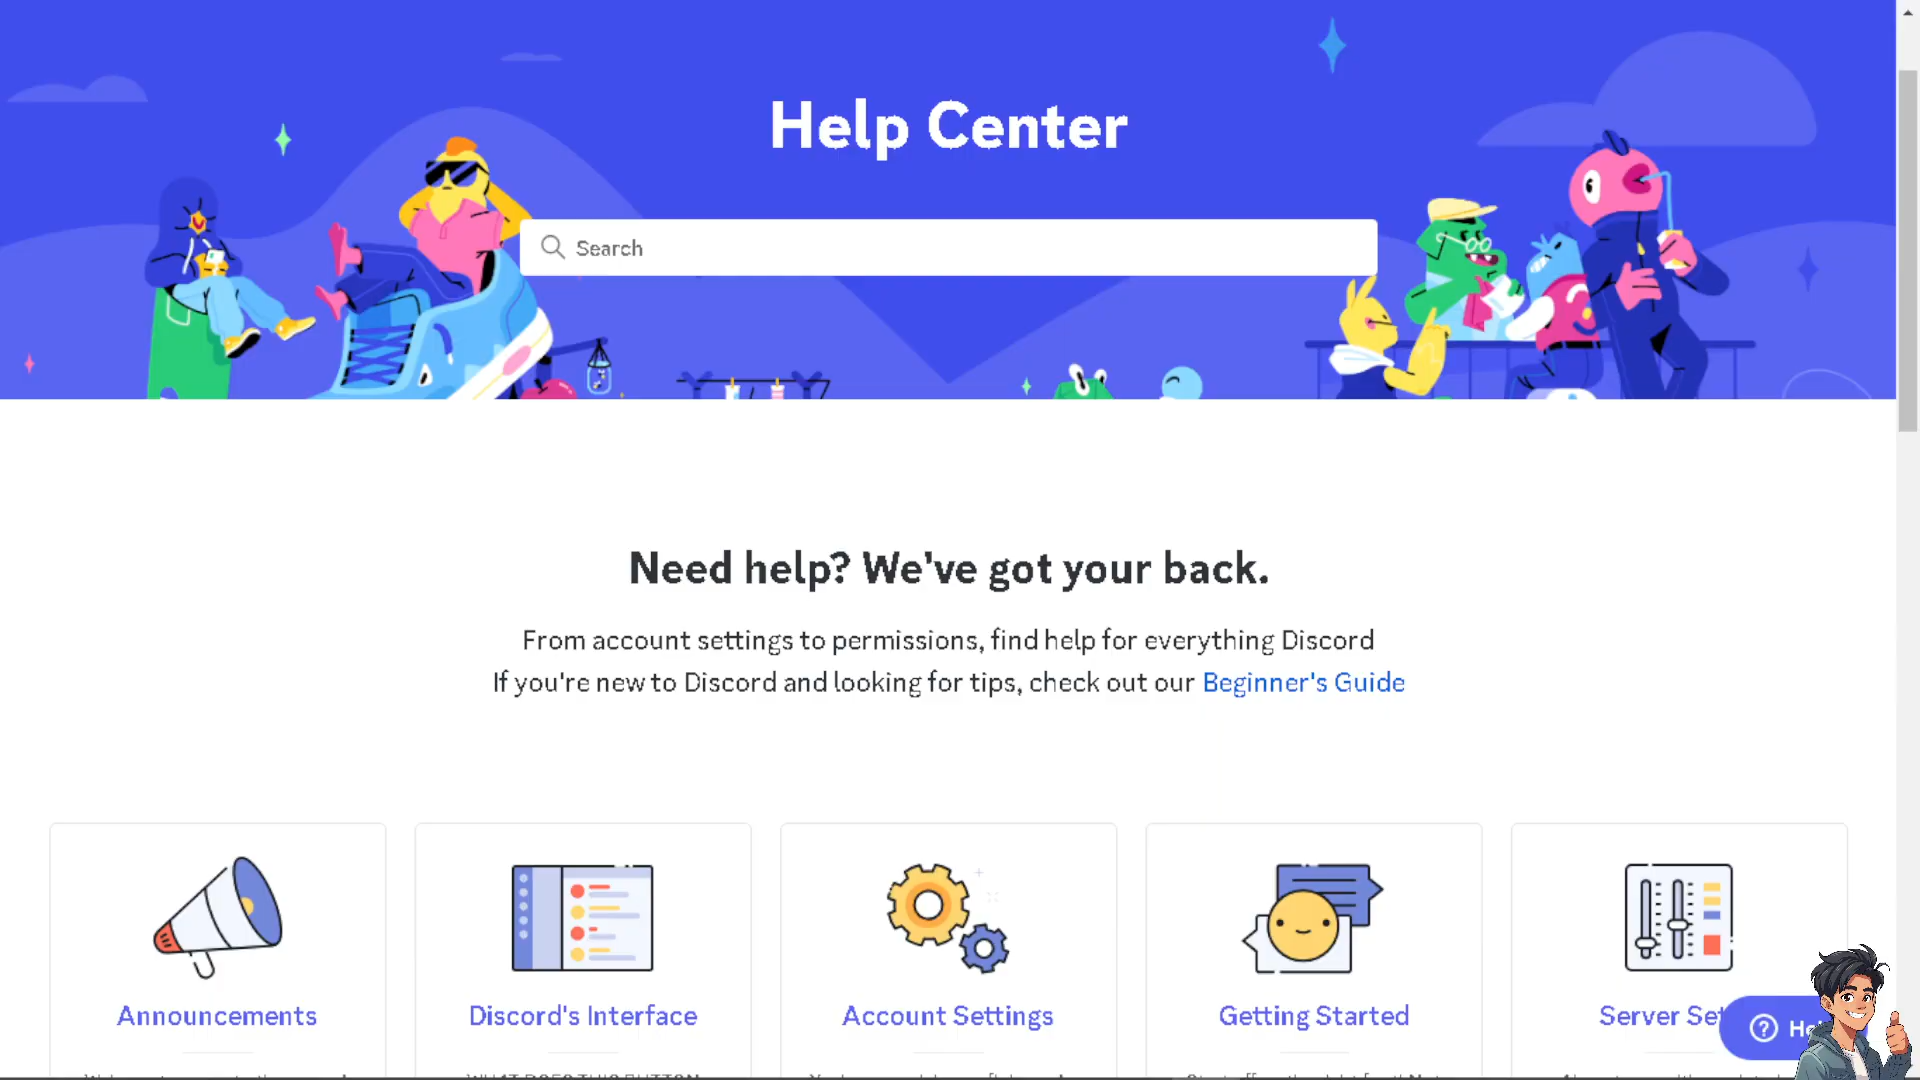 Help Center
Search
Need help? We've got your back.
From account settings to permissions, find help for everything Discord
If you're new to Discord and looking for tips, check out our Beginner's Guide
Announcements
Discord's Interface
Account Settings
Getting Started
Server